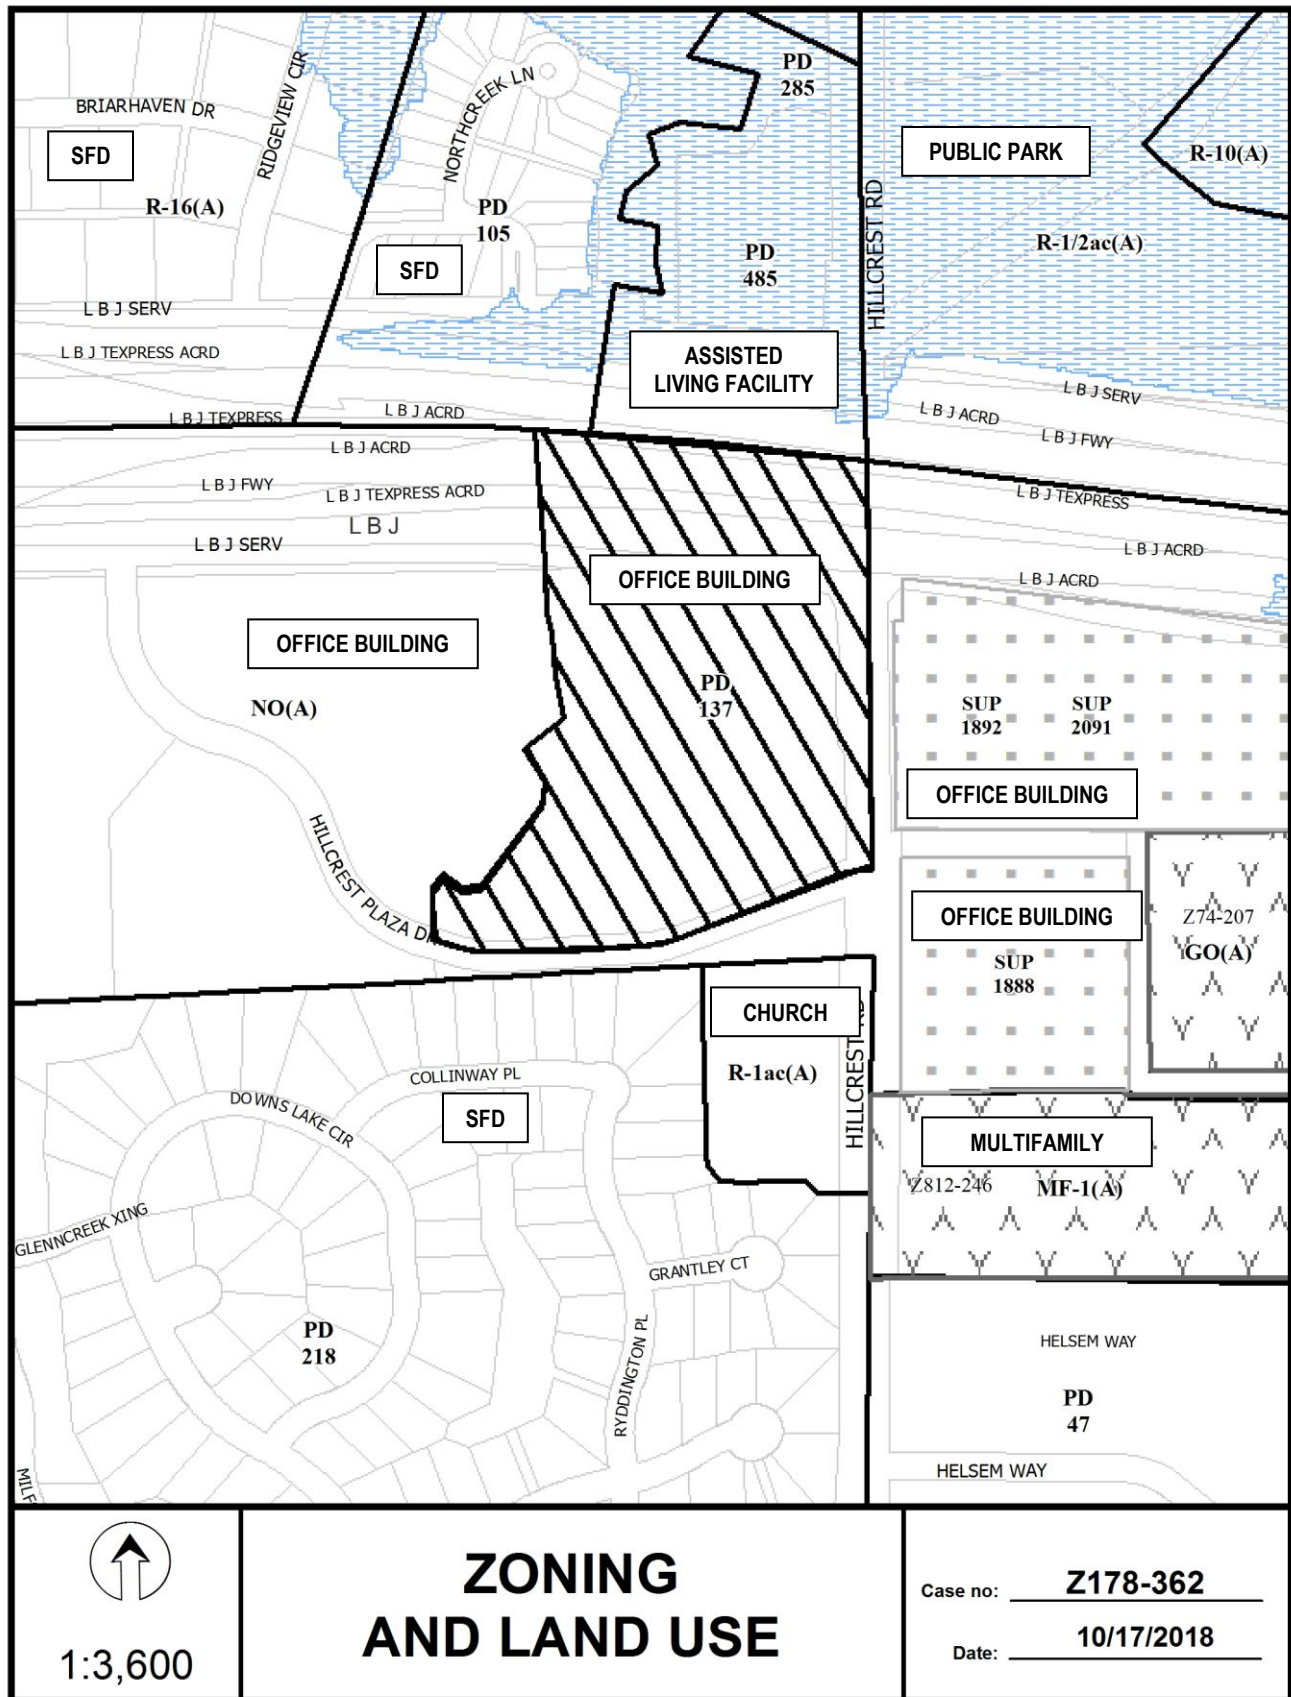 PD
285
NORTHCREEK LN
RIDGEVIEW CIR
BRIARHAVEN DR
SFD
PUBLIC PARK
R-10(A)
R-16(A)
PD
105
HILLCREST RD
R-1/2ac(A)
SFD
PD
485
L B J SERV
L B J TEXPRESS ACRD
ASSISTED
LIVING FACILITY
L B J SERV
L B J TEXPRESS
L B J ACRD
L B J ACRD
L B J FWY
L B J ACRD
L B J FWY
L B J TEXPRESS ACRD
L B J
L B J TEXPRESS
L B J SERV
L B J ACRD
OFFICE BUILDING
L B J ACRD
OFFICE BUILDING
NO(A)
PD
137
SUP
1892
SUP
2091
OFFICE BUILDING
HILLCREST PLAZA DR
OFFICE BUILDING
Z74-207
GO(A)
SUP
1888
CHURCH
HILLCREST RD
R-1ac(A)
COLLINWAY PL
DOWNS LAKE CIR
SFD
MULTIFAMILY
Z812-246
MF-1(A)
GLENNCREEK XING
GRANTLEY CT
PD
218
RYDDINGTON PL
HELSEM WAY
PD
47
HELSEM WAY
MILF
1:3,600
ZONING
AND LAND USE
Case no: Z178-362
Date: 10/17/2018